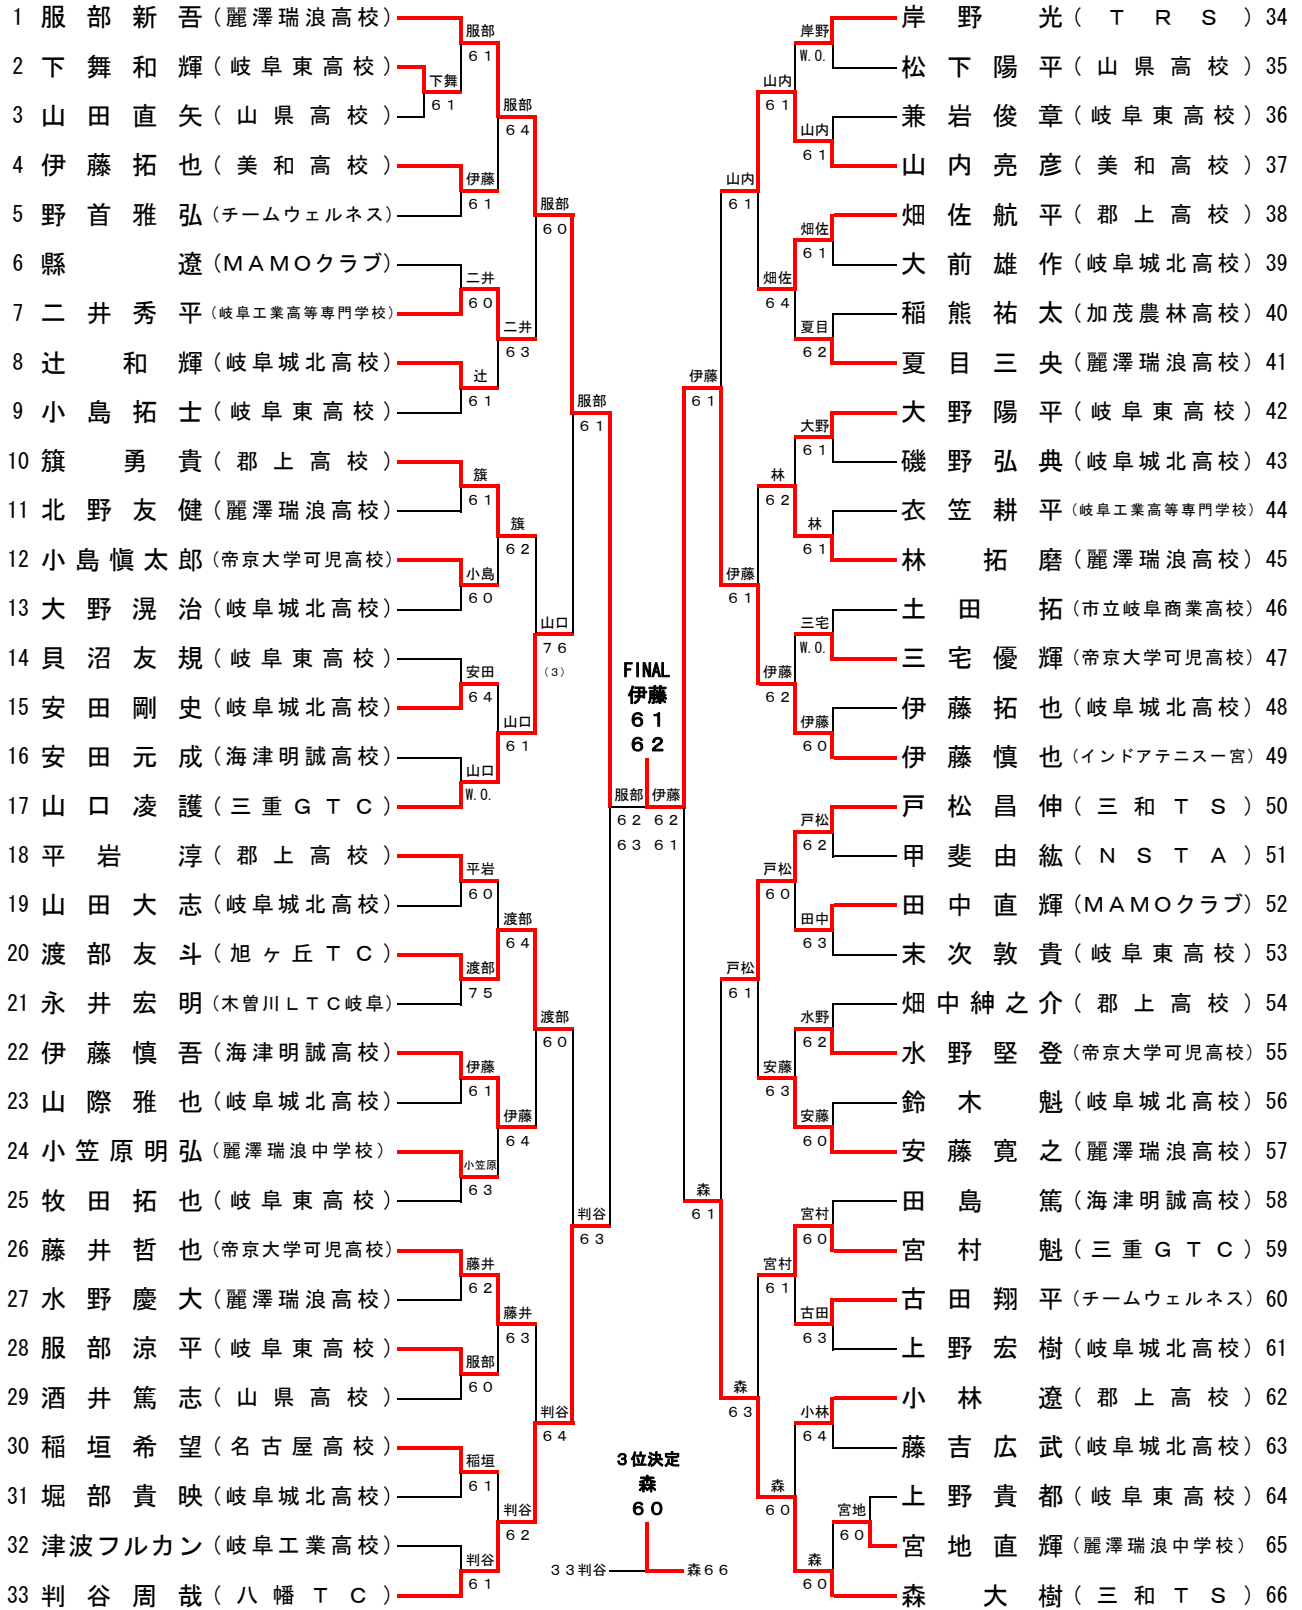 1 服部新吾(麗澤瑞浪高校)
2 下舞和輝(岐阜東高校)
3 山田直矢(山県高校)
4 伊藤拓也(美和高校)
5 野首雅弘(チームウェルネス)
6 縣遼(MAMOクラブ)
7 二井秀平(岐阜工業高等専門学校)
8 辻和輝(岐阜城北高校)
9 小島拓士(岐阜東高校)
10 籏勇貴(郡上高校)
11 北野友健(麗澤瑞浪高校)
12 小島愼太郎(帝京大学可児高校)
13 大野滉治(岐阜城北高校)
14 貝沼友規(岐阜東高校)
15 安田剛史(岐阜城北高校)
16 安田元成(海津明誠高校)
17 山口凌護(三重GTC)
18 平岩淳(郡上高校)
19 山田大志(岐阜城北高校)
20 渡部友斗(旭ヶ丘TC)
21 永井宏明(木曽川LTC岐阜)
22 伊藤慎吾(海津明誠高校)
23 山際雅也(岐阜城北高校)
24 小笠原明弘(麗澤瑞浪中学校)
25 牧田拓也(岐阜東高校)
26 藤井哲也(帝京大学可児高校)
27 水野慶大(麗澤瑞浪高校)
28 服部涼平(岐阜東高校)
29 酒井篤志(山県高校)
30 稲垣希望(名古屋高校)
31 堀部貴映(岐阜城北高校)
32 津波フルカン(岐阜工業高校)
33 判谷周哉(八幡TC)
下舞
61
服部
61
伊藤
61
二井
60
辻
61
籏
61
小島
60
安田
64
山口
W.O.
平岩
60
渡部
75
伊藤
61
小笠原
63
藤井
62
服部
60
稲垣
61
判谷
61
服部
64
二井
63
籏
62
山口
61
渡部
64
伊藤
64
藤井
63
判谷
62
服部
60
山口
76
(3)
渡部
60
判谷
64
服部
61
判谷
63
服部
62
63
FINAL
伊藤
61
62
伊藤
62
61
3位決定
森
60
33判谷
森66
伊藤
61
森
61
山内
61
伊藤
61
戸松
61
森
63
山内
61
畑佐
64
林
62
伊藤
62
戸松
60
安藤
63
宮村
61
森
60
岸野
W.O.
山内
61
畑佐
61
夏目
62
大野
61
林
61
三宅
W.O.
伊藤
60
戸松
62
田中
63
水野
62
安藤
60
宮村
60
古田
63
小林
64
森
60
宮地
60
岸野光(TRS)34
松下陽平(山県高校)35
兼岩俊章(岐阜東高校)36
山内亮彦(美和高校)37
畑佐航平(郡上高校)38
大前雄作(岐阜城北高校)39
稲熊祐太(加茂農林高校)40
夏目三央(麗澤瑞浪高校)41
大野陽平(岐阜東高校)42
磯野弘典(岐阜城北高校)43
衣笠耕平(岐阜工業高等専門学校)44
林拓磨(麗澤瑞浪高校)45
土田拓(市立岐阜商業高校)46
三宅優輝(帝京大学可児高校)47
伊藤拓也(岐阜城北高校)48
伊藤慎也(インドアテニス一宮)49
戸松昌伸(三和TS)50
甲斐由紘(NSTA)51
田中直輝(MAMOクラブ)52
末次敦貴(岐阜東高校)53
畑中紳之介(郡上高校)54
水野堅登(帝京大学可児高校)55
鈴木魁(岐阜城北高校)56
安藤寛之(麗澤瑞浪高校)57
田島篤(海津明誠高校)58
宮村魁(三重GTC)59
古田翔平(チームウェルネス)60
上野宏樹(岐阜城北高校)61
小林遼(郡上高校)62
藤吉広武(岐阜城北高校)63
上野貴都(岐阜東高校)64
宮地直輝(麗澤瑞浪中学校)65
森大樹(三和TS)66